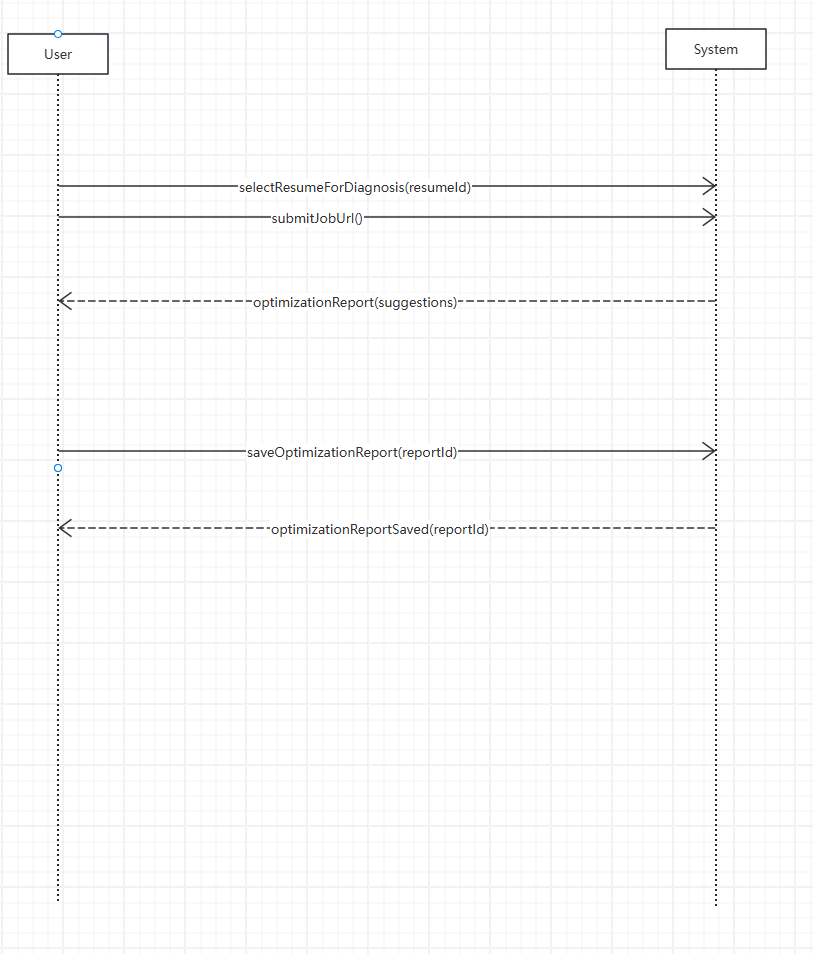 User
System
selectResumeForDiagnosis(resumeId)
submitJobUrl()
optimizationReport(suggestions)
saveOptimizationReport(reportId)
optimizationReportSaved(reportId)